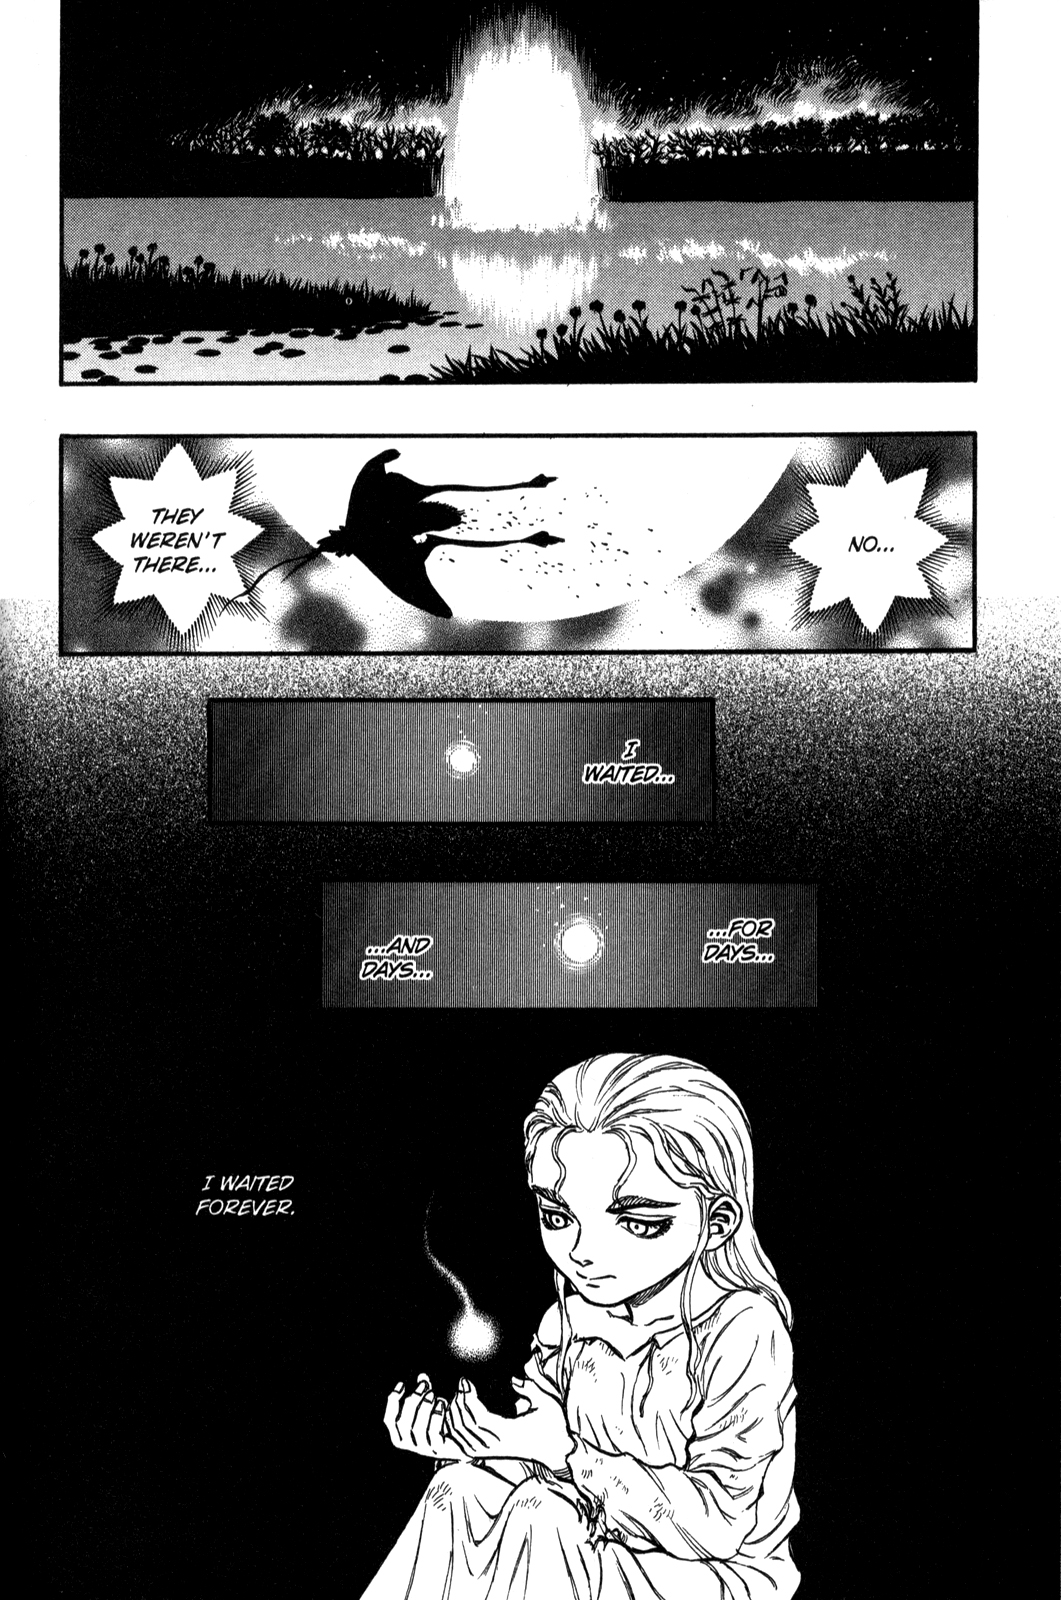 NO...
THEY
WEREN'T
THERE...
I
WAITED...
...FOR
DAYS...
...AND
DAYS...
I WAITED
FOREVER.